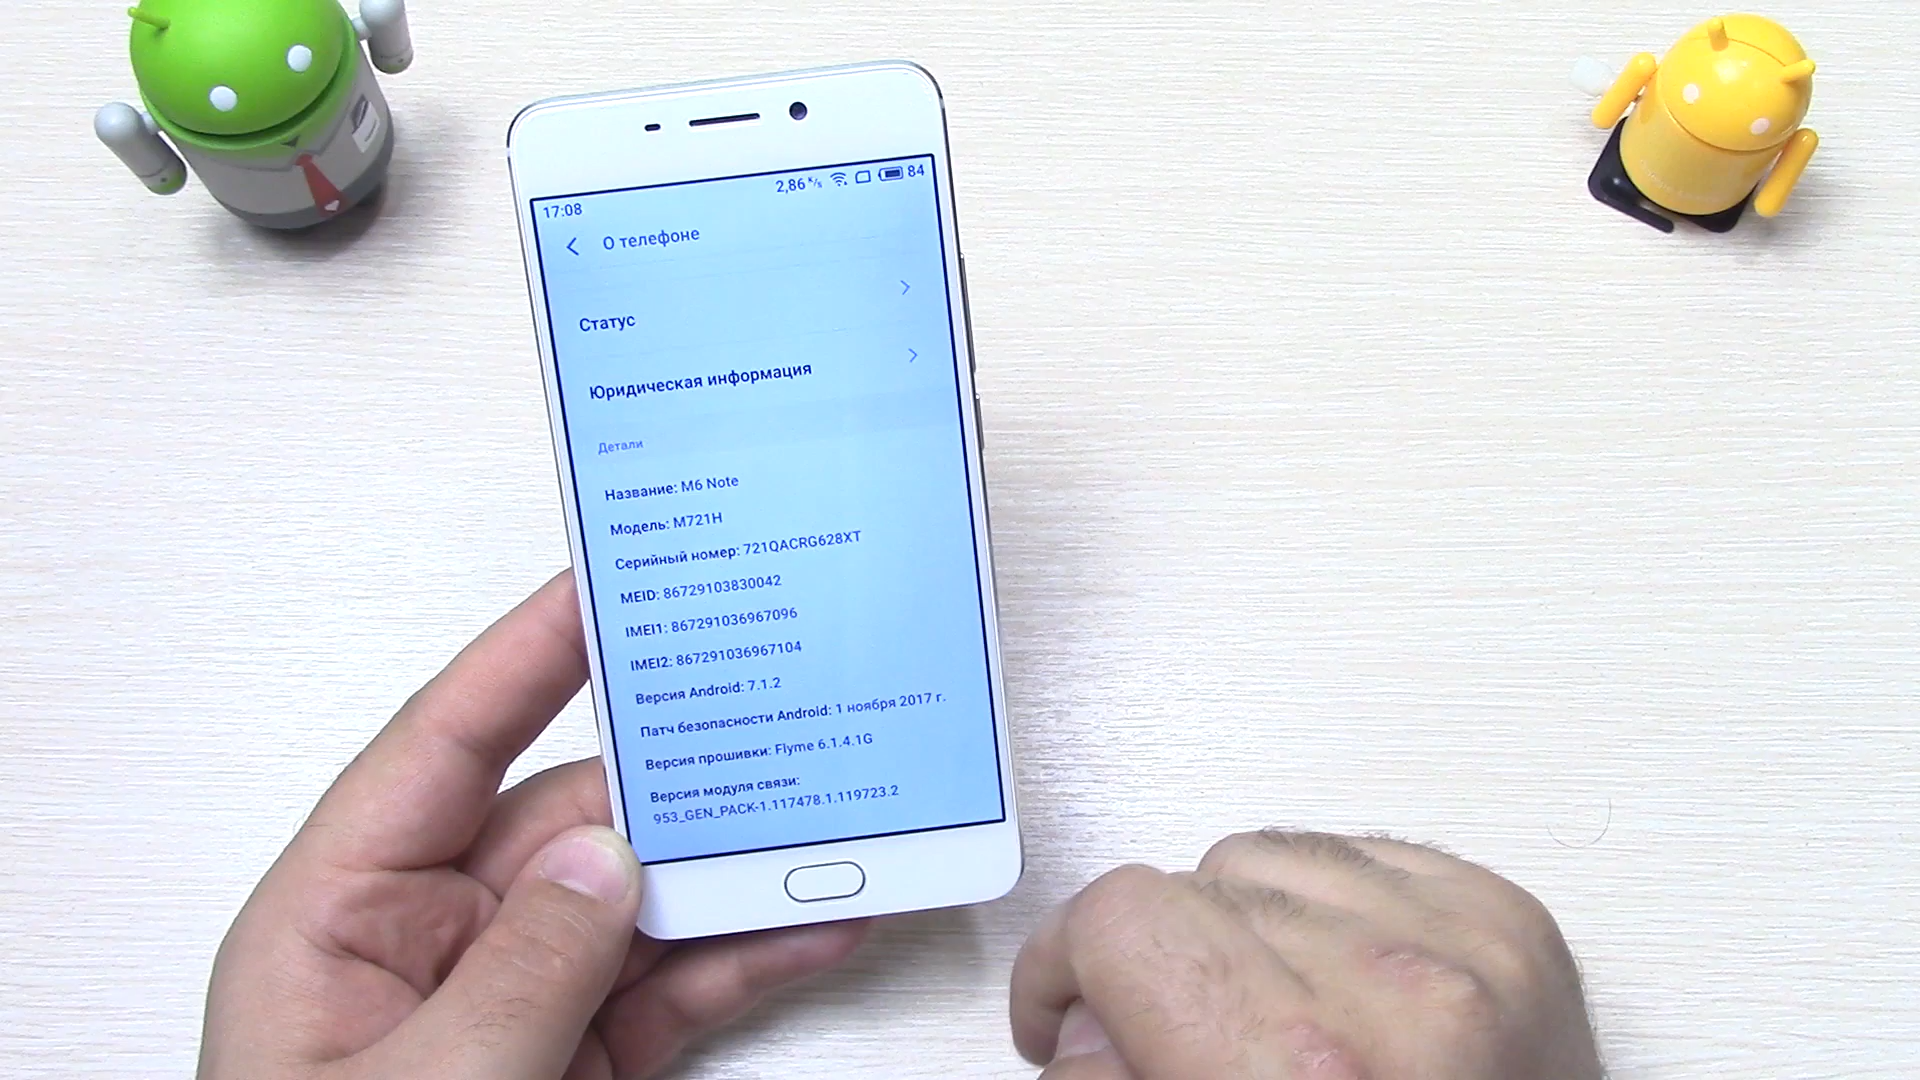 2,86 K/s 84
17:08
О телефоне
Статус
Юридическая информация
Детали
Название: M6 Note
Модель: M721H
Серийный номер: 721QACRG628XT
MEID: 86729103830042
IMEI1: 867291036967096
IMEI2: 867291036967104
Версия Android: 7.1.2
Патч безопасности Android: 1 ноября 2017 г.
Версия прошивки: Flyme 6.1.4.1G
Версия модуля связи:
953_GEN_PACK-1.117478.1.119723.2